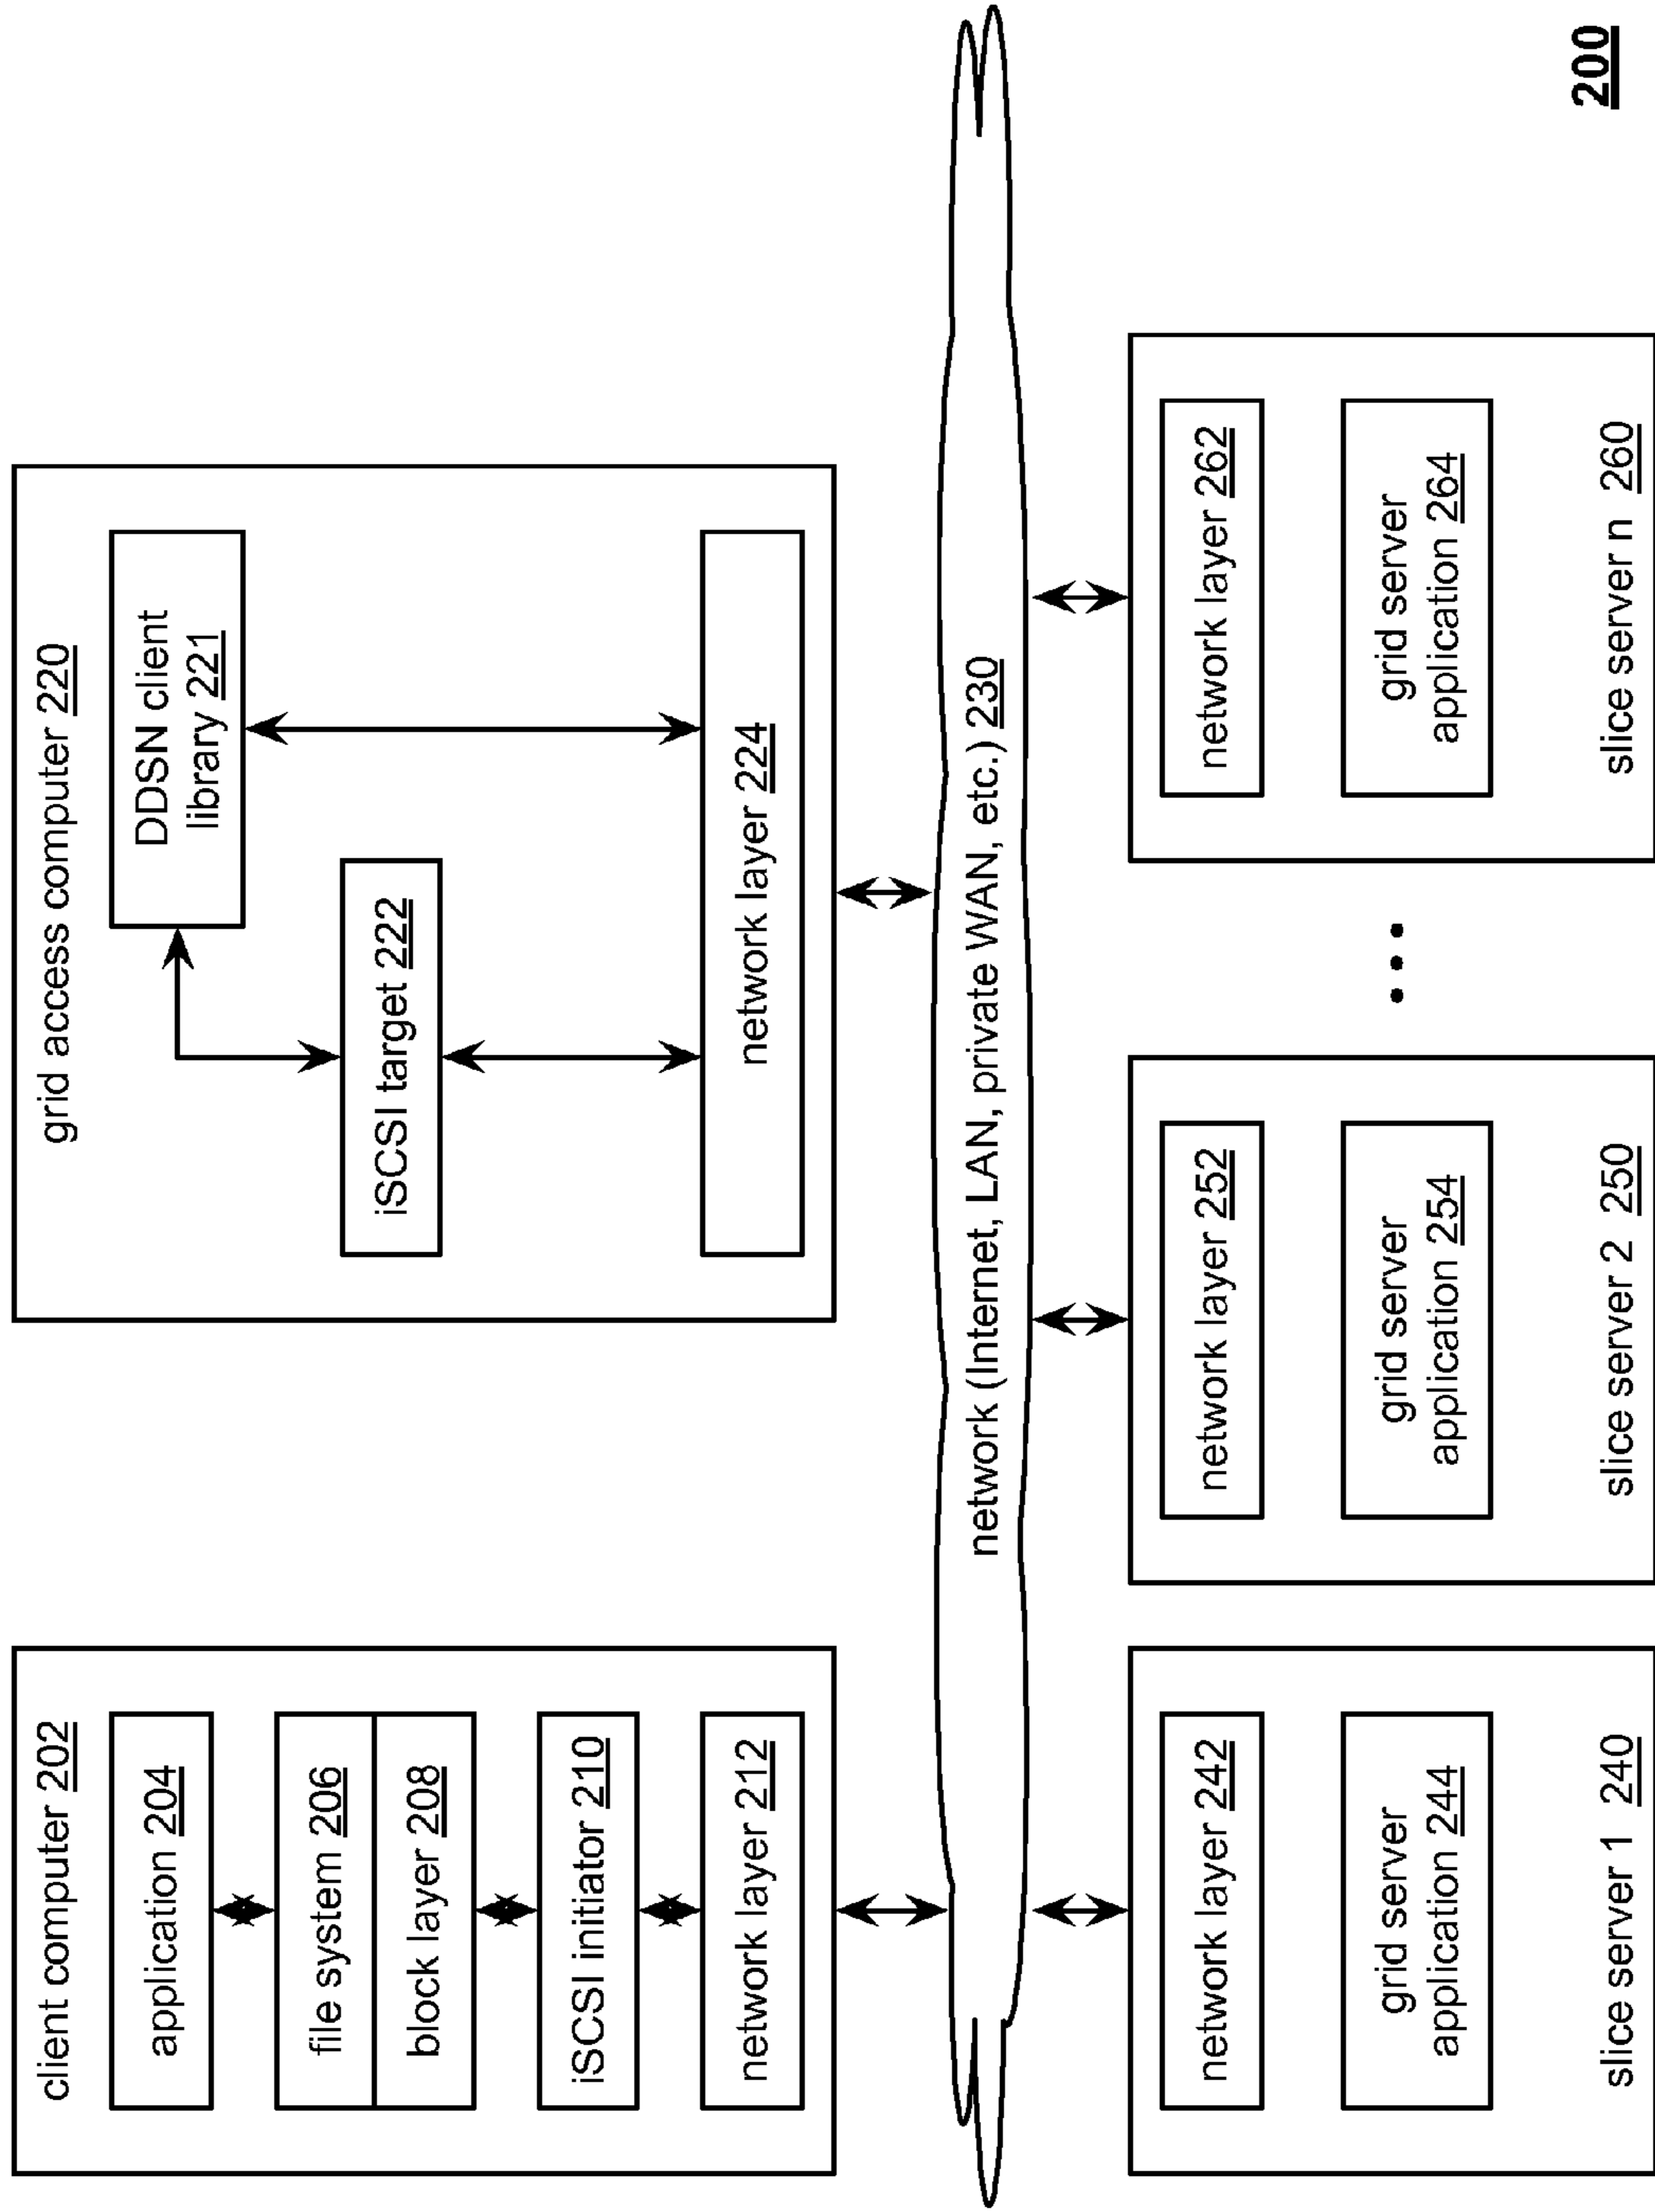 client computer 202
application 204
file system 206
block layer 208
iSCSI initiator 210
network layer 212
grid access computer 220
DDSN client
library 221
iSCSI target 222
network layer 224
network (Internet, LAN, private WAN, etc.) 230
network layer 242
grid server
application 244
slice server 1 240
network layer 252
grid server
application 254
slice server 2 250
...
network layer 262
grid server
application 264
slice server n 260
200